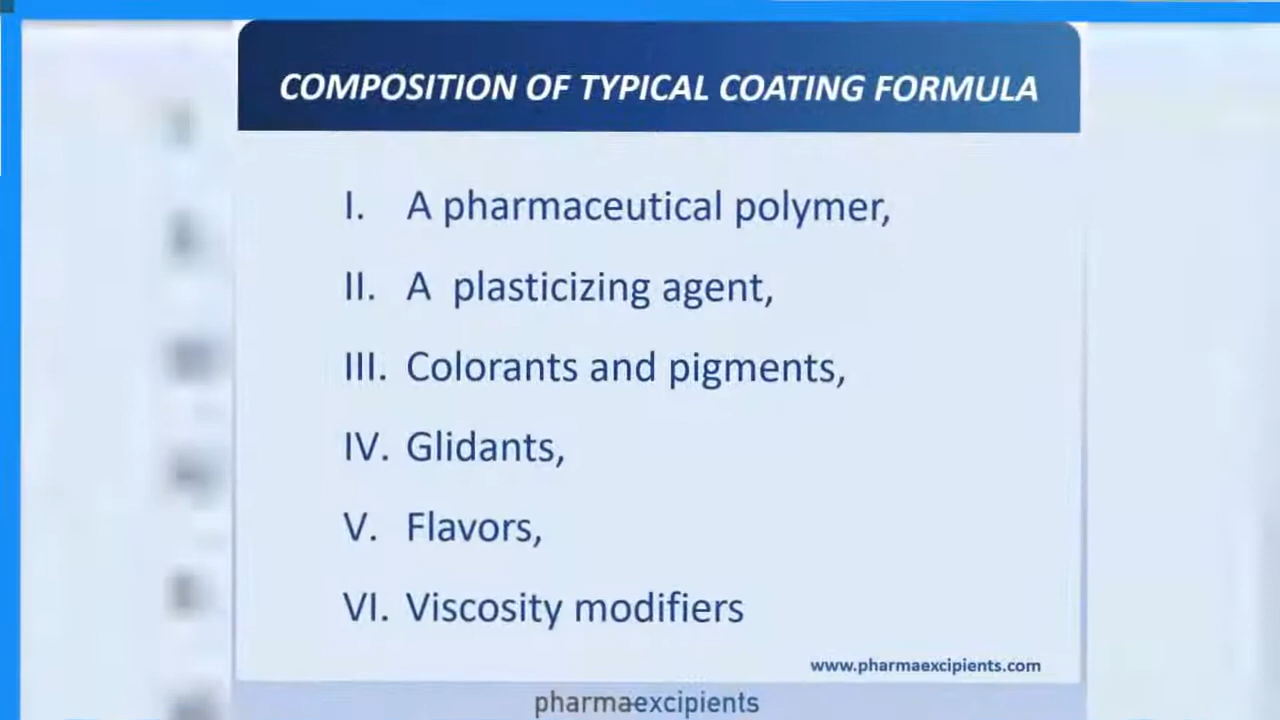 COMPOSITION OF TYPICAL COATING FORMULA
I. A pharmaceutical polymer,
II. A plasticizing agent,
III. Colorants and pigments,
IV. Glidants,
V. Flavors,
VI. Viscosity modifiers
www.pharmaexcipients.com
pharmaexcipients